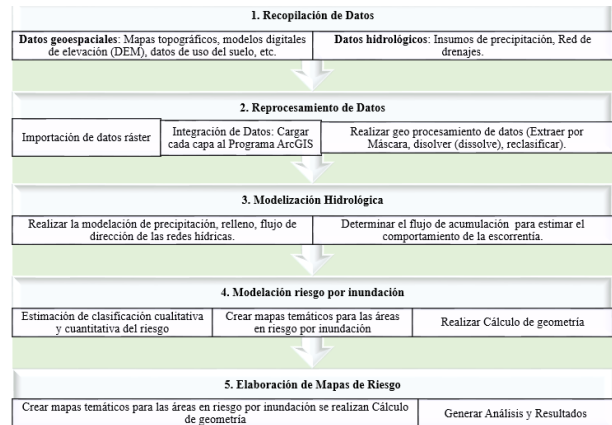 1. Recopilación de Datos
Datos geoespaciales: Mapas topográficos, modelos digitales
de elevación (DEM), datos de uso del suelo, etc.
Datos hidrológicos: Insumos de precipitación, Red de
drenajes.
2. Reprocesamiento de Datos
Importación de datos ráster
Integración de Datos: Cargar
cada capa al Programa ArcGIS
Realizar geo procesamiento de datos (Extraer por
Máscara, disolver (dissolve), reclasificar).
3. Modelización Hidrológica
Realizar la modelación de precipitación, relleno, flujo de
dirección de las redes hídricas.
Determinar el flujo de acumulación para estimar el
comportamiento de la escorrentía.
4. Modelación riesgo por inundación
Estimación de clasificación cualitativa
y cuantitativa del riesgo
Crear mapas temáticos para las áreas
en riesgo por inundación
Realizar Cálculo de geometría
5. Elaboración de Mapas de Riesgo
Crear mapas temáticos para las áreas en riesgo por inundación se realizan Cálculo
de geometría
Generar Análisis y Resultados